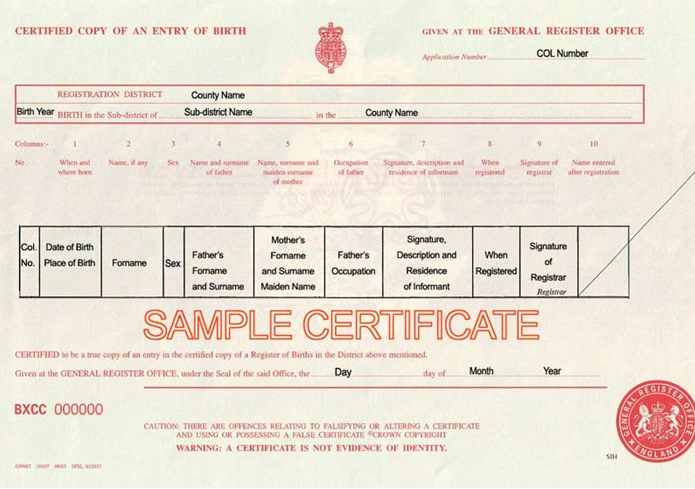 CERTIFIED COPY OF AN ENTRY OF BIRTH
GIVEN AT THE GENERAL REGISTER OFFICE
Application Number COL Number
REGISTRATION DISTRICT County Name
Birth Year BIRTH in the Sub-district of Sub-district Name in the County Name
Columns:- 1 2 3 4 5 6 7 8 9 10
No. When and where born Name, if any Sex Name and surname of father Name, surname and maiden surname of mother Occupation of father Signature, description and residence of informant When registered Signature of registrar Name entered after registration
Col. No. Date of Birth Place of Birth Forname Sex Father's Forname and Surname Mother's Forname and Surname Maiden Name Father's Occupation Signature, Description and Residence of Informant When Registered Signature of Registrar Registrar
SAMPLE CERTIFICATE
CERTIFIED to be a true copy of an entry in the certified copy of a Register of Births in the District above mentioned.
Given at the GENERAL REGISTER OFFICE, under the Seal of the said Office, the Day day of Month Year
BXCC 000000
CAUTION: THERE ARE OFFENCES RELATING TO FALSIFYING OR ALTERING A CERTIFICATE
AND USING OR POSSESSING A FALSE CERTIFICATE ©CROWN COPYRIGHT
WARNING: A CERTIFICATE IS NOT EVIDENCE OF IDENTITY.
GENERAL REGISTER OFFICE
ENGLAND